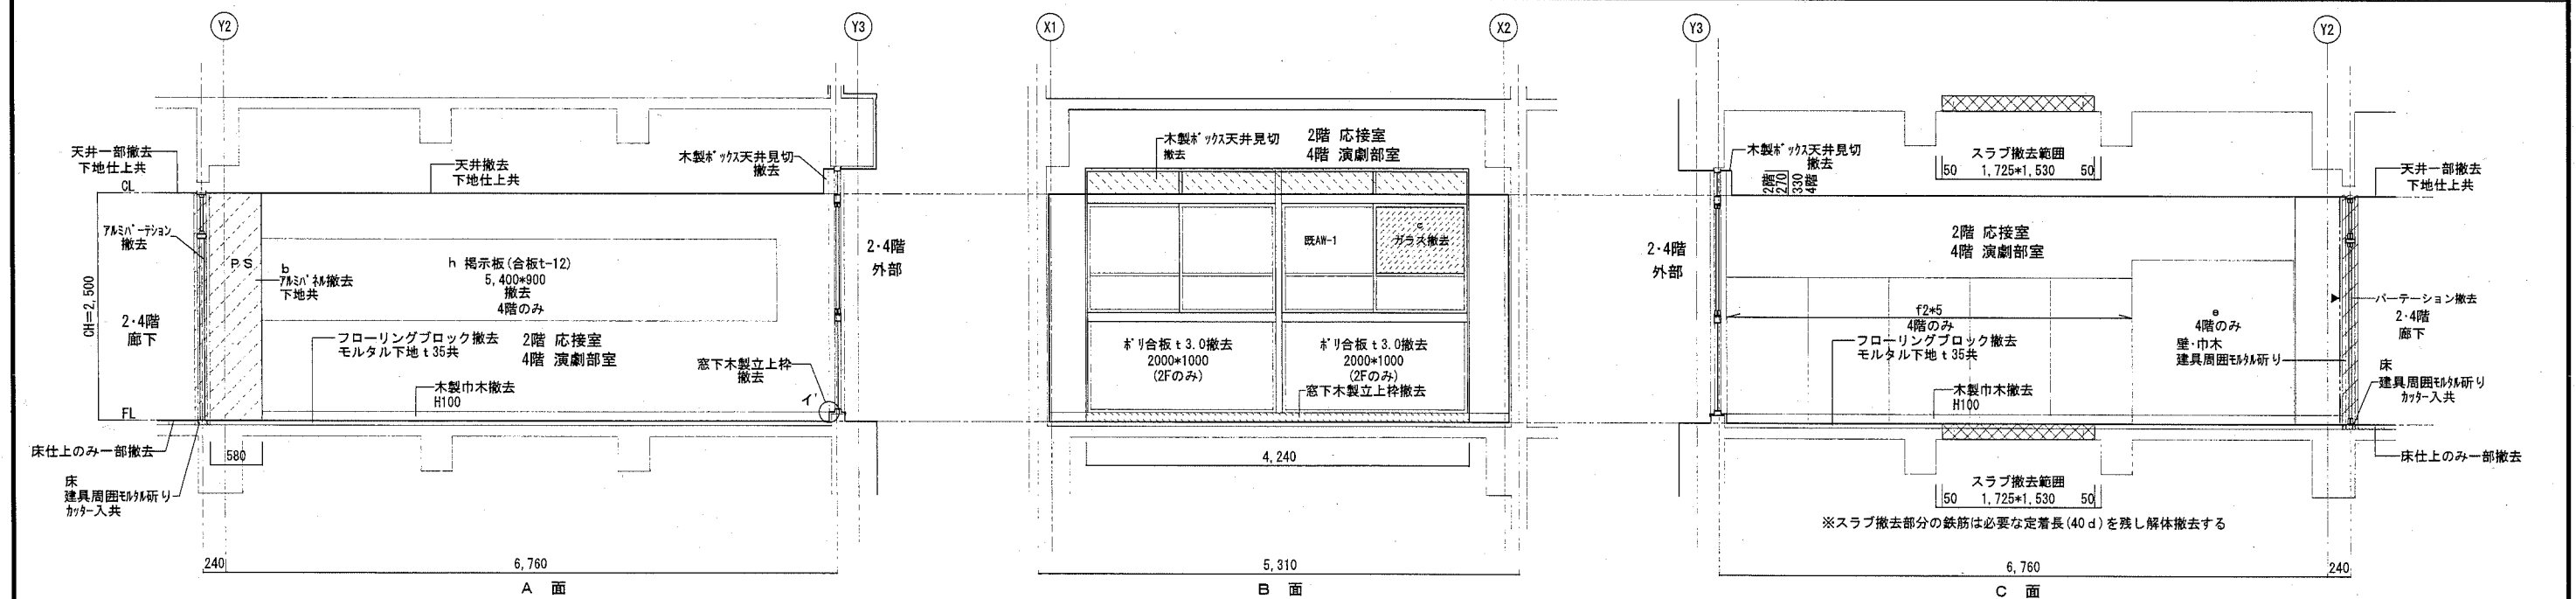 Y2
Y3
天井一部撤去
下地仕上共
CL
天井撤去
下地仕上共
木製ボックス天井見切
撤去
アルミパーテション
撤去
PS
b
アルミパネル撤去
下地共
h 掲示板(合板t-12)
5,400*900
撤去
4階のみ
2・4階
外部
CH=2,500
2・4階
廊下
フローリングブロック撤去
モルタル下地t35共
2階 応接室
4階 演劇部室
窓下木製立上枠
撤去
木製巾木撤去
H100
イ'
FL
床仕上のみ一部撤去
580
床
建具周囲モルタル斫り
カッター入共
240
6,760
A 面
X1
X2
木製ボックス天井見切
撤去
2階 応接室
4階 演劇部室
既AW-1
c
ガラス撤去
ポリ合板t3.0撤去
2000*1000
(2Fのみ)
ポリ合板t3.0撤去
2000*1000
(2Fのみ)
窓下木製立上枠撤去
4,240
5,310
B 面
Y3
Y2
木製ボックス天井見切
撤去
2階
270
330
4階
スラブ撤去範囲
50 1,725*1,530 50
天井一部撤去
下地仕上共
2・4階
外部
2階 応接室
4階 演劇部室
f2*5
4階のみ
フローリングブロック撤去
モルタル下地t35共
e
4階のみ
壁・巾木
建具周囲モルタル斫り
パーテーション撤去
2・4階
廊下
床
建具周囲モルタル斫り
カッター入共
木製巾木撤去
H100
床仕上のみ一部撤去
スラブ撤去範囲
50 1,725*1,530 50
※スラブ撤去部分の鉄筋は必要な定着長(40d)を残し解体撤去する
6,760
240
C 面